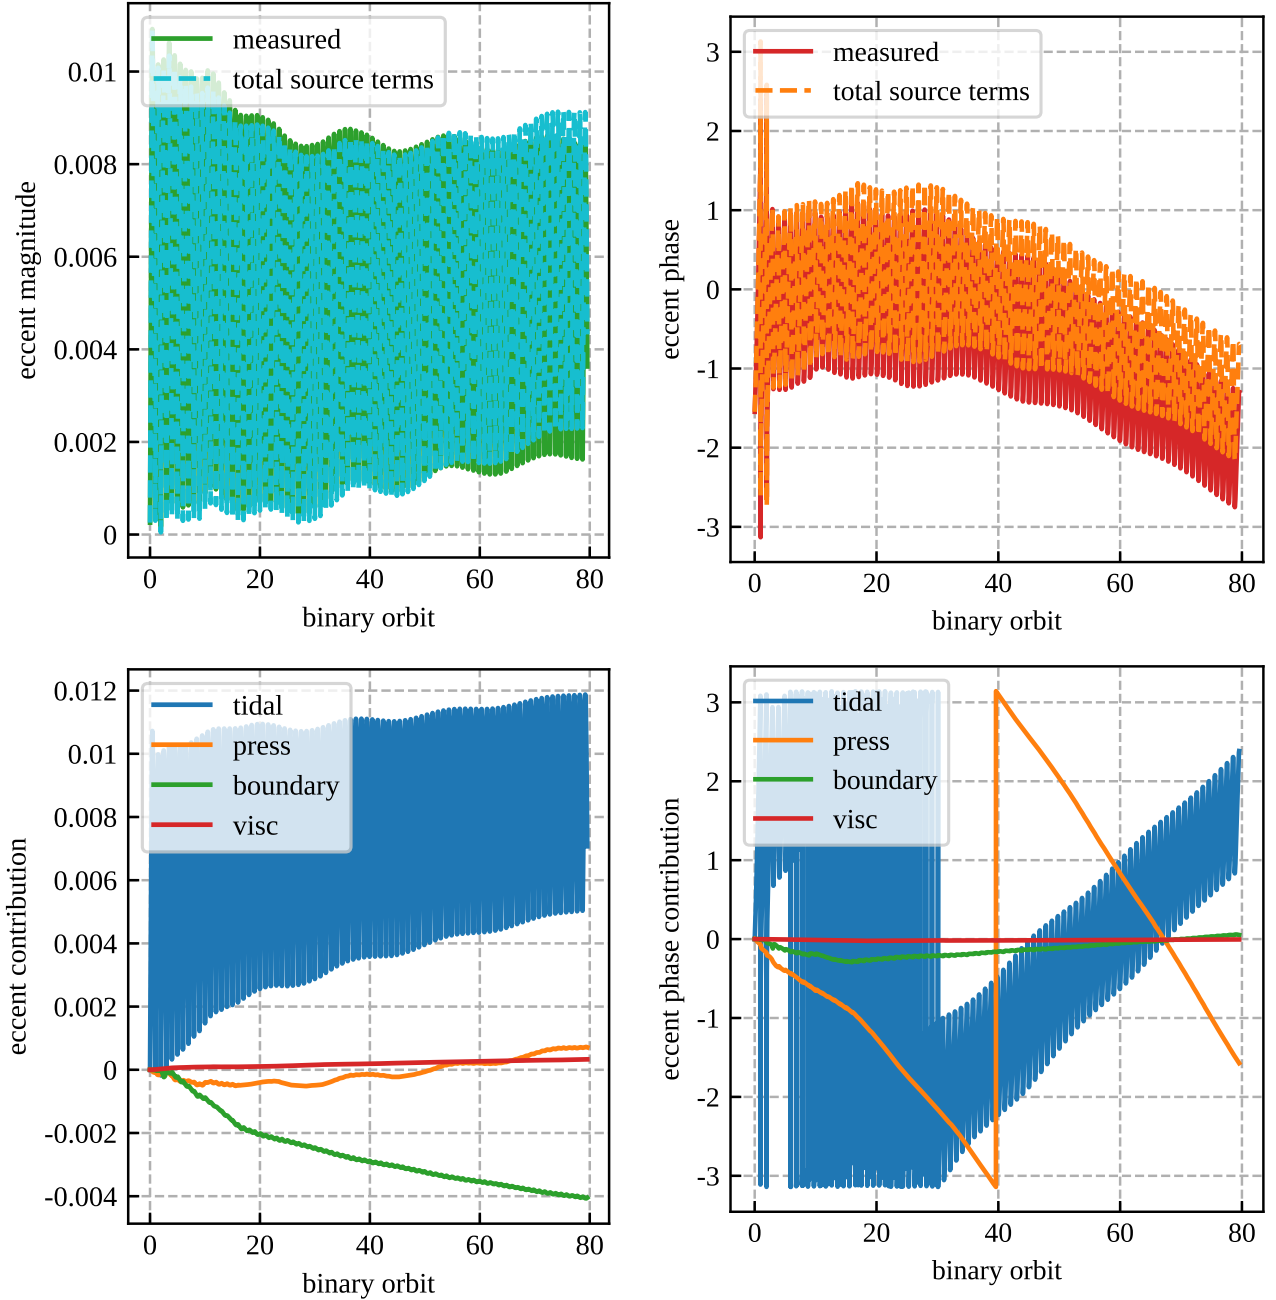 measured
total source terms
eccent magnitude
0.01
0.008
0.006
0.004
0.002
0
0
20
40
60
80
binary orbit
measured
total source terms
eccent phase
3
2
1
0
-1
-2
-3
0
20
40
60
80
binary orbit
tidal
press
boundary
visc
eccent contribution
0.012
0.01
0.008
0.006
0.004
0.002
0
-0.002
-0.004
0
20
40
60
80
binary orbit
tidal
press
boundary
visc
eccent phase contribution
3
2
1
0
-1
-2
-3
0
20
40
60
80
binary orbit